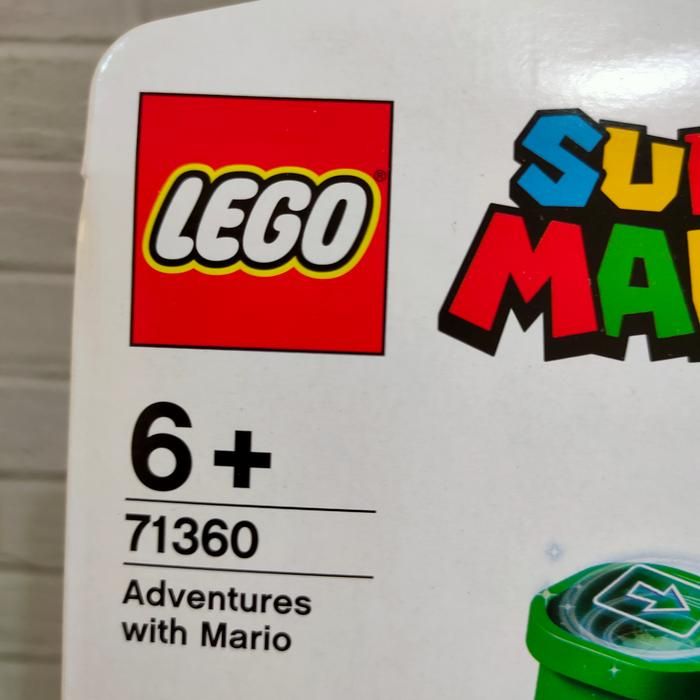 LEGO®
SU
MA
6+
71360
Adventures
with Mario